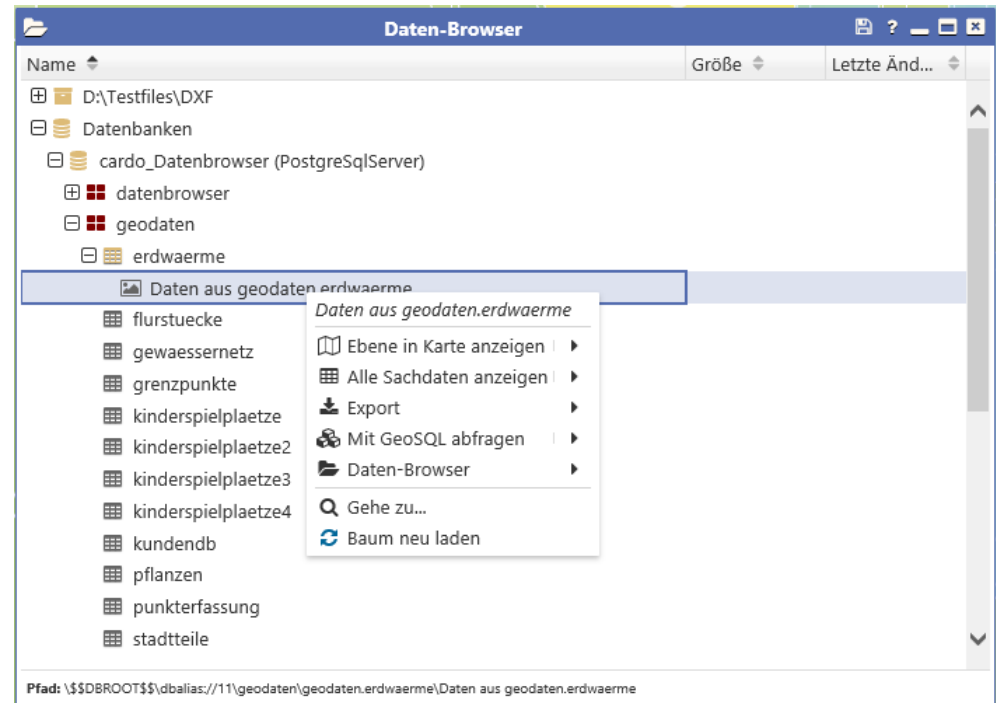 Daten-Browser
?
Name Größe Letzte Änd...
D:\Testfiles\DXF
Datenbanken
cardo_Datenbrowser (PostgreSqlServer)
datenbrowser
geodaten
erdwaerme
Daten aus geodaten.erdwaerme
Daten aus geodaten.erdwaerme
flurstuecke
Ebene in Karte anzeigen
gewaessernetz
Alle Sachdaten anzeigen
grenzpunkte
Export
kinderspielplaetze
Mit GeoSQL abfragen
kinderspielplaetze2
Daten-Browser
kinderspielplaetze3
Gehe zu...
kinderspielplaetze4
Baum neu laden
kundendb
pflanzen
punkterfassung
stadtteile
Pfad: \$$DBROOT$$\dbalias://11\geodaten\geodaten.erdwaerme\Daten aus geodaten.erdwaerme